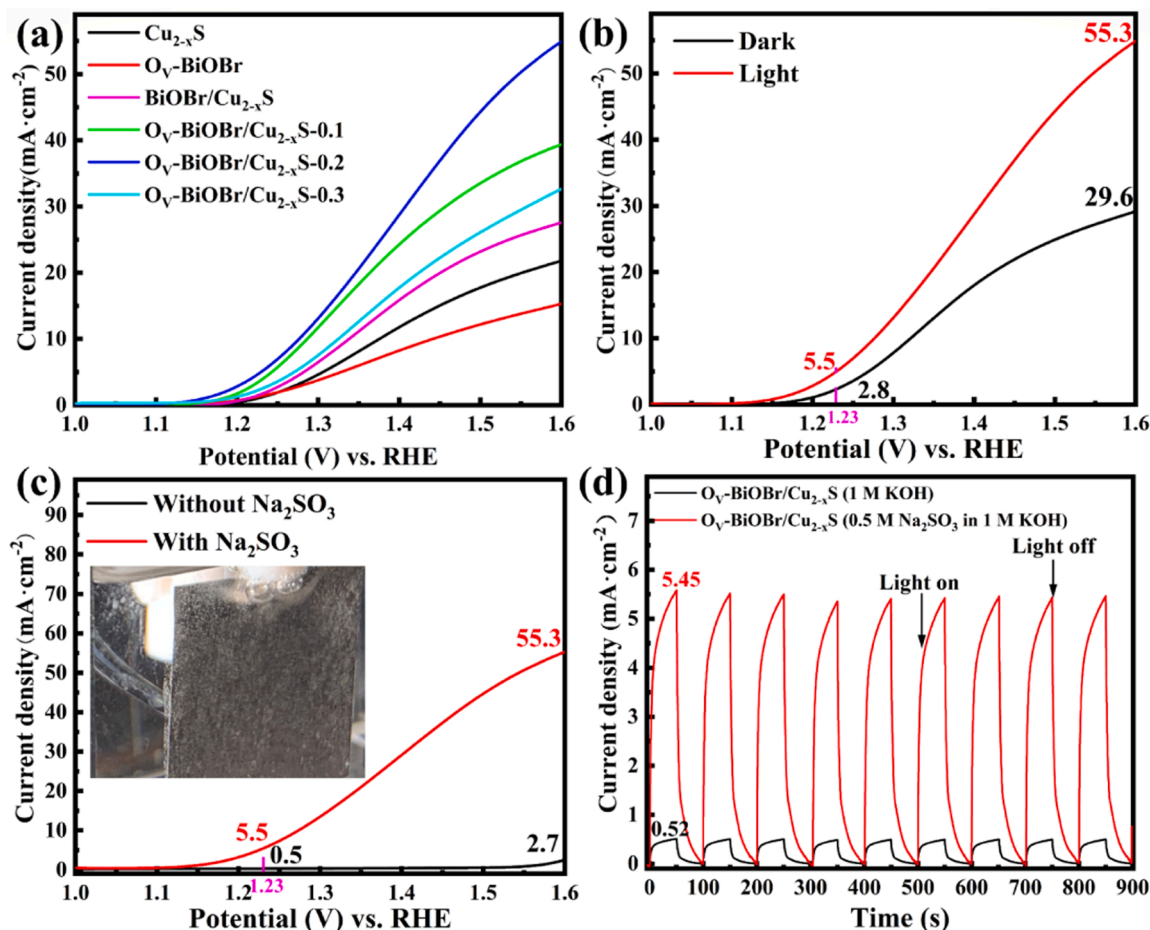 (a)
Cu₂₋ₓS
Oᵥ-BiOBr
BiOBr/Cu₂₋ₓS
Oᵥ-BiOBr/Cu₂₋ₓS-0.1
Oᵥ-BiOBr/Cu₂₋ₓS-0.2
Oᵥ-BiOBr/Cu₂₋ₓS-0.3
Current density(mA·cm⁻²)
50
40
30
20
10
0
1.0 1.1 1.2 1.3 1.4 1.5 1.6
Potential (V) vs. RHE
(b)
Dark
Light
55.3
29.6
5.5
2.8
1.23
Current density(mA·cm⁻²)
50
40
30
20
10
0
1.0 1.1 1.2 1.3 1.4 1.5 1.6
Potential (V) vs. RHE
(c)
Without Na₂SO₃
With Na₂SO₃
55.3
5.5
0.5
2.7
1.23
Current density(mA·cm⁻²)
90
80
70
60
50
40
30
20
10
0
1.0 1.1 1.2 1.3 1.4 1.5 1.6
Potential (V) vs. RHE
(d)
Oᵥ-BiOBr/Cu₂₋ₓS (1 M KOH)
Oᵥ-BiOBr/Cu₂₋ₓS (0.5 M Na₂SO₃ in 1 M KOH)
Light off
Light on
5.45
0.52
Current density(mA·cm⁻²)
7
6
5
4
3
2
1
0
0 100 200 300 400 500 600 700 800 900
Time (s)